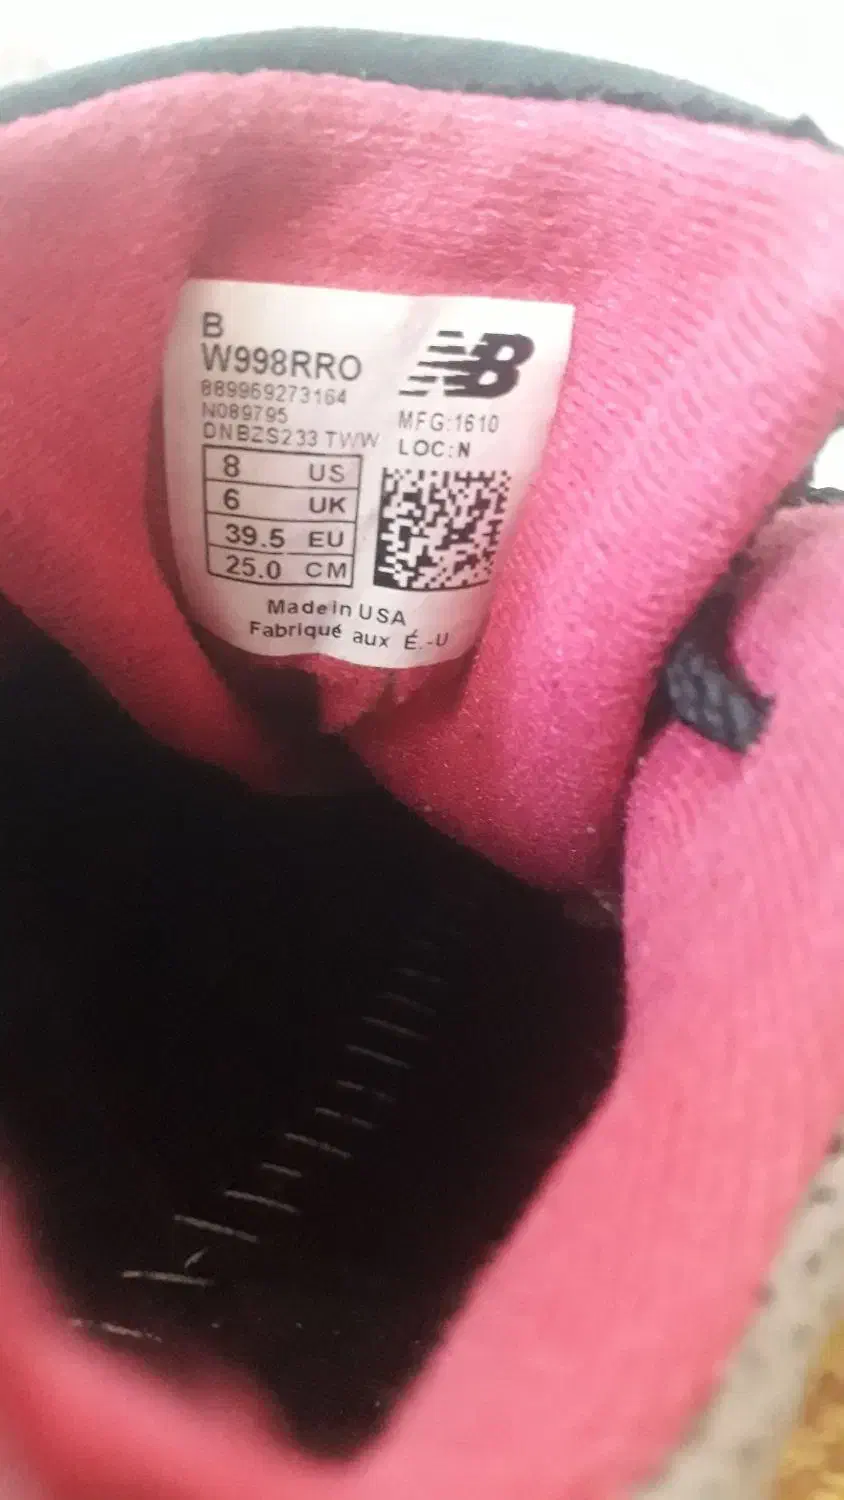 B
W998RRO
889969273164
N089795
DNBZS233 TWW
NB
MFG:1610
LOC:N
8 US
6 UK
39.5 EU
25.0 CM
Made in USA
Fabriqué aux É.-U